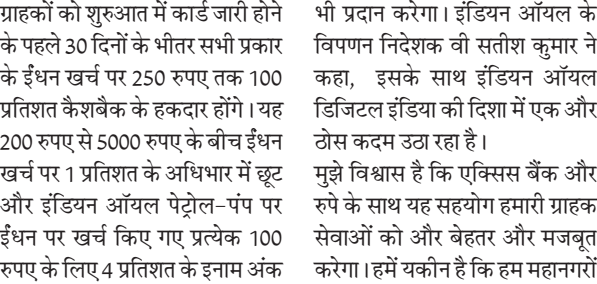 ग्राहकों को शुरुआत में कार्ड जारी होने
के पहले 30 दिनों के भीतर सभी प्रकार
के ईंधन खर्च पर 250 रुपए तक 100
प्रतिशत कैशबैक के हकदार होंगे। यह
200 रुपए से 5000 रुपए के बीच ईंधन
खर्च पर 1 प्रतिशत के अधिभार में छूट
और इंडियन ऑयल पेट्रोल-पंप पर
ईंधन पर खर्च किए गए प्रत्येक 100
रुपए के लिए 4 प्रतिशत के इनाम अंक
भी प्रदान करेगा। इंडियन ऑयल के
विपणन निदेशक वी सतीश कुमार ने
कहा, इसके साथ इंडियन ऑयल
डिजिटल इंडिया की दिशा में एक और
ठोस कदम उठा रहा है।
मुझे विश्वास है कि एक्सिस बैंक और
रुपे के साथ यह सहयोग हमारी ग्राहक
सेवाओं को और बेहतर और मजबूत
करेगा। हमें यकीन है कि हम महानगरों